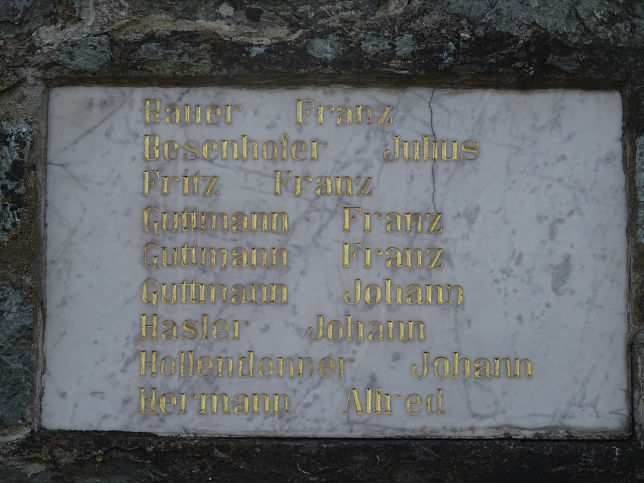 Bauer Franz
Besenhofer Julius
Fritz Franz
Guttmann Franz
Guttmann Franz
Guttmann Johann
Hasler Johann
Hollendonner Johann
Hermann Alfred